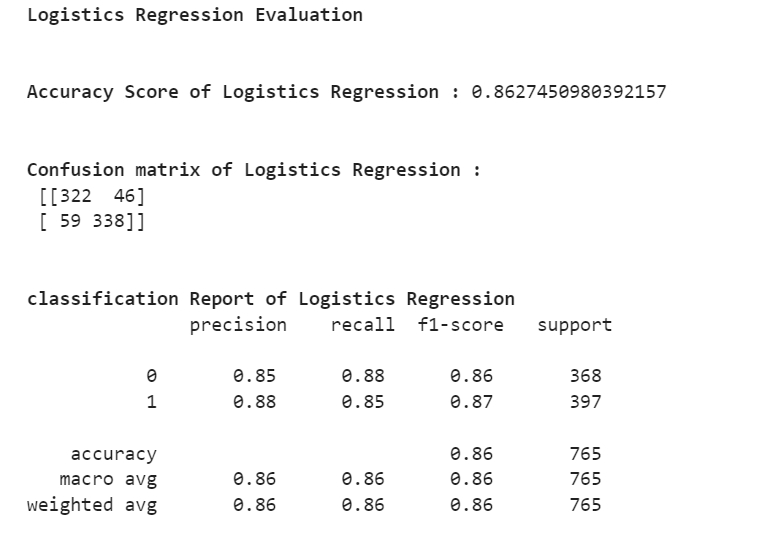 Logistics Regression Evaluation
Accuracy Score of Logistics Regression : 0.8627450980392157
Confusion matrix of Logistics Regression :
[[322  46]
[ 59 338]]
classification Report of Logistics Regression
precision    recall  f1-score   support
0       0.85      0.88      0.86       368
1       0.88      0.85      0.87       397
accuracy                           0.86       765
macro avg       0.86      0.86      0.86       765
weighted avg       0.86      0.86      0.86       765